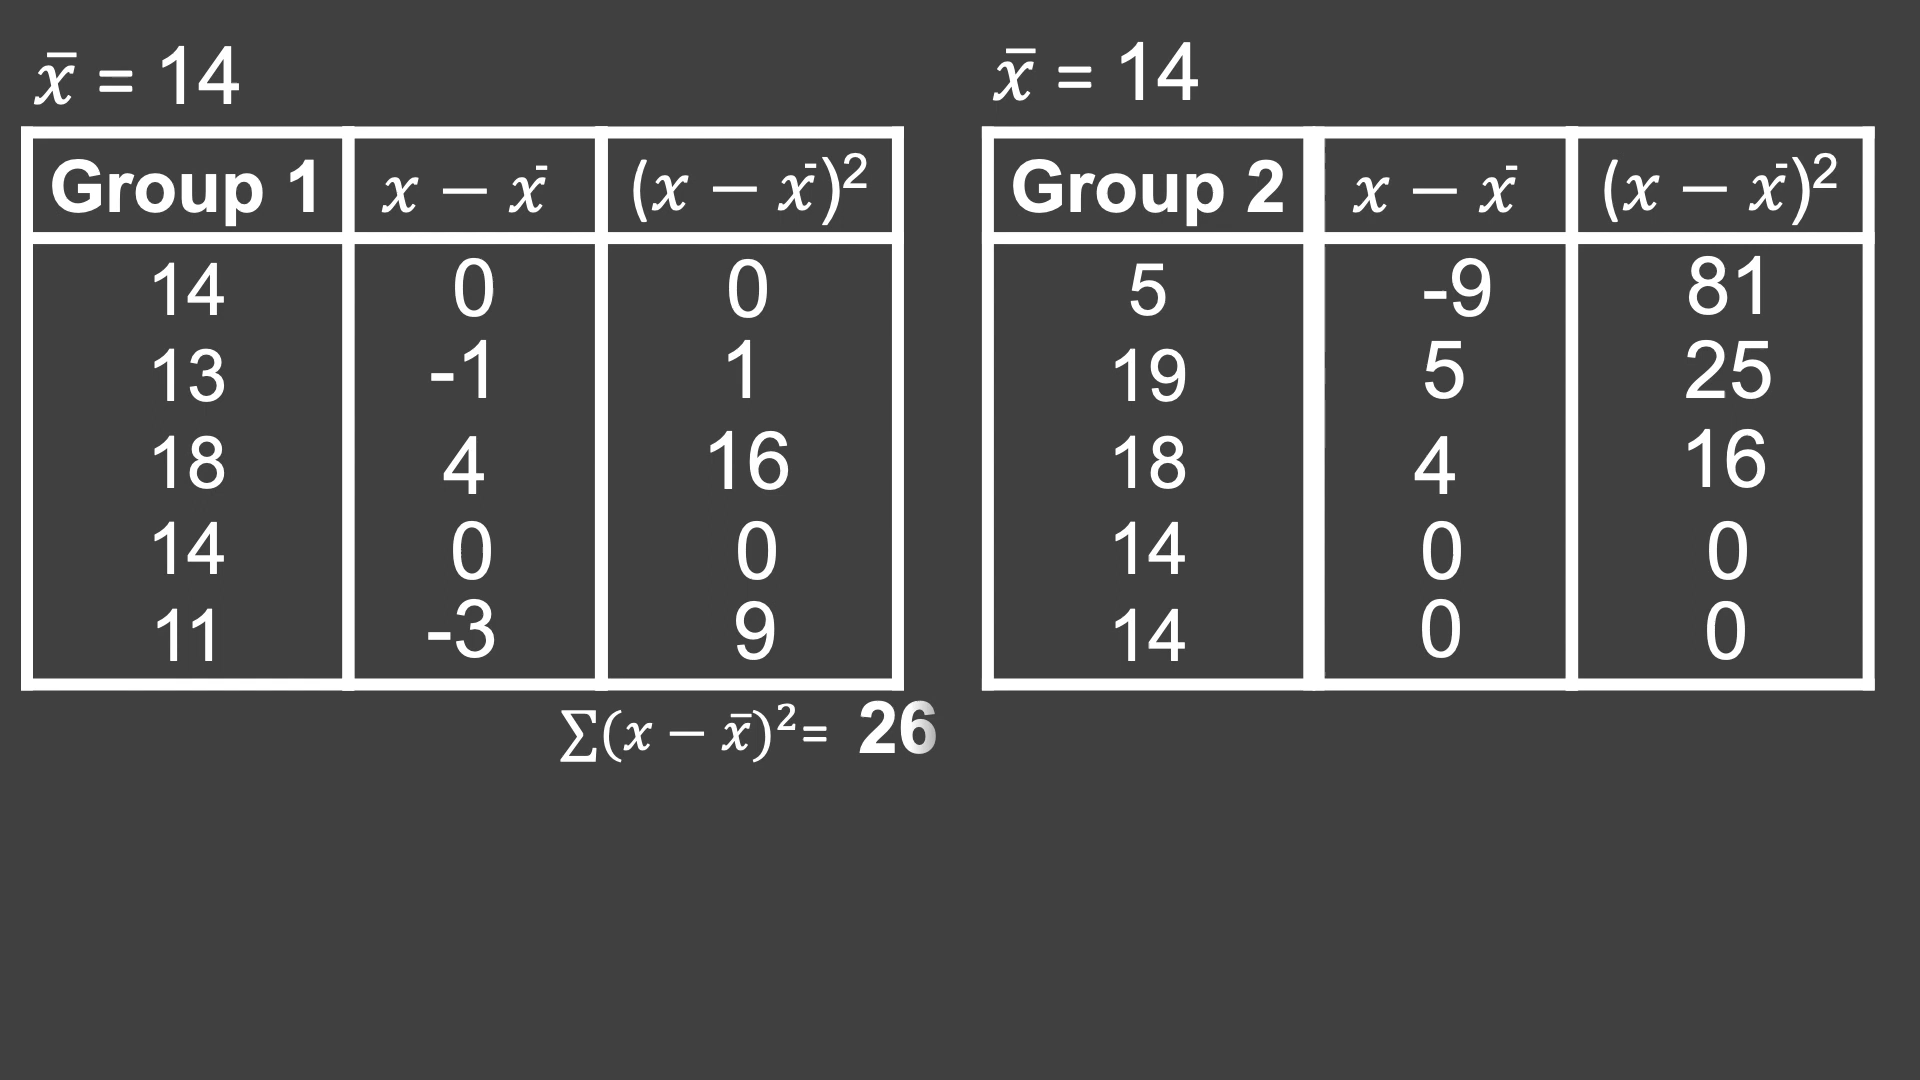 x̄ = 14
Group 1 x − x̄ (x − x̄)²
14 0 0
13 -1 1
18 4 16
14 0 0
11 -3 9
∑(x − x̄)²= 26
x̄ = 14
Group 2 x − x̄ (x − x̄)²
5 -9 81
19 5 25
18 4 16
14 0 0
14 0 0